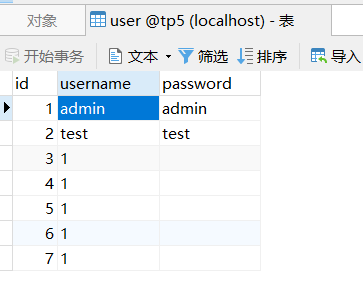 对象 user @tp5 (localhost) - 表
开始事务 文本 筛选 排序 导入
id username password
1 admin admin
2 test test
3 1
4 1
5 1
6 1
7 1